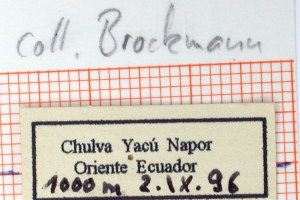 coll. Brockmann
Chulva Yacú Napor
Oriente Ecuador
1000 m 2.IX.96